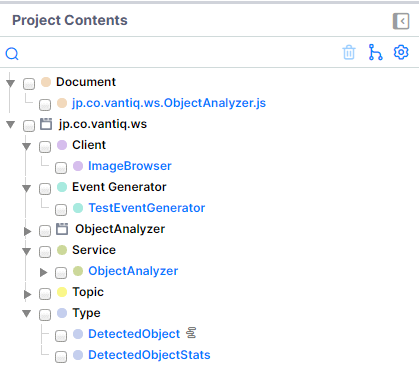 Project Contents
Document
jp.co.vantiq.ws.ObjectAnalyzer.js
jp.co.vantiq.ws
Client
ImageBrowser
Event Generator
TestEventGenerator
ObjectAnalyzer
Service
ObjectAnalyzer
Topic
Type
DetectedObject
DetectedObjectStats